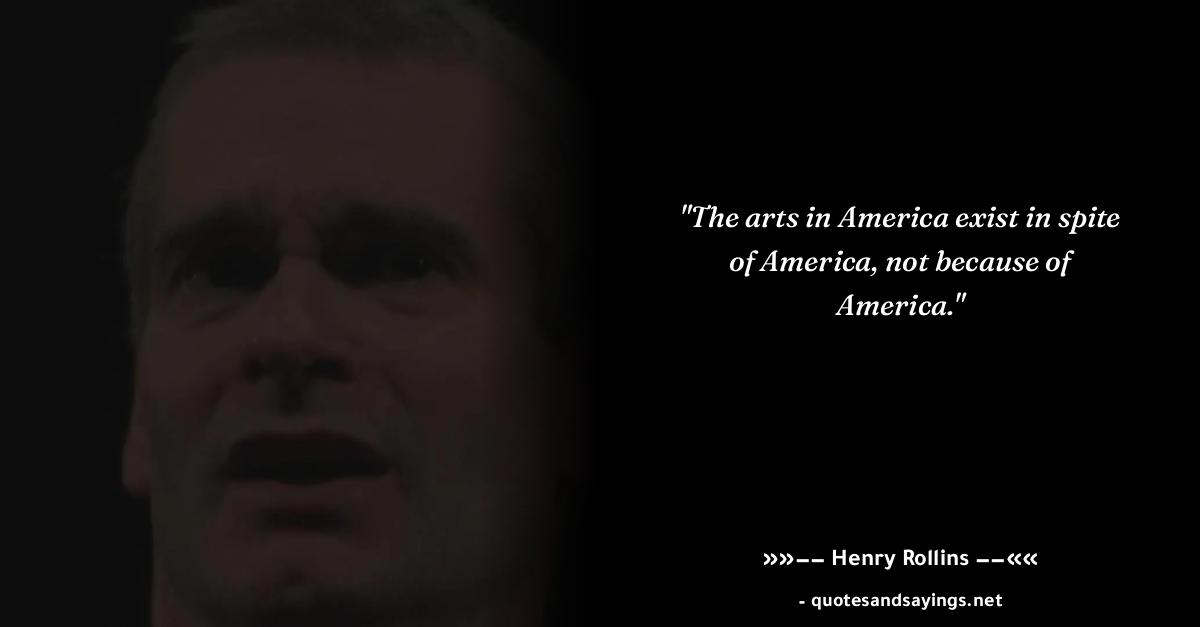 "The arts in America exist in spite
of America, not because of
America."
»»−− Henry Rollins −−««
- quotesandsayings.net